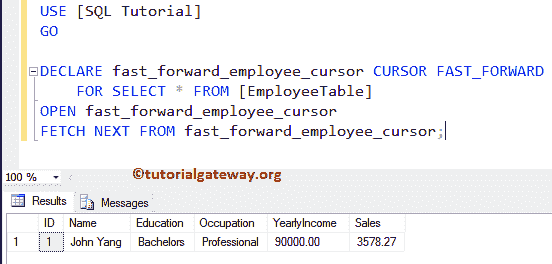 USE [SQL Tutorial]
GO
DECLARE fast_forward_employee_cursor CURSOR FAST_FORWARD
FOR SELECT * FROM [EmployeeTable]
OPEN fast_forward_employee_cursor
FETCH NEXT FROM fast_forward_employee_cursor;
©tutorialgateway.org
100 %
Results Messages
ID Name Education Occupation YearlyIncome Sales
1 1 John Yang Bachelors Professional 90000.00 3578.27